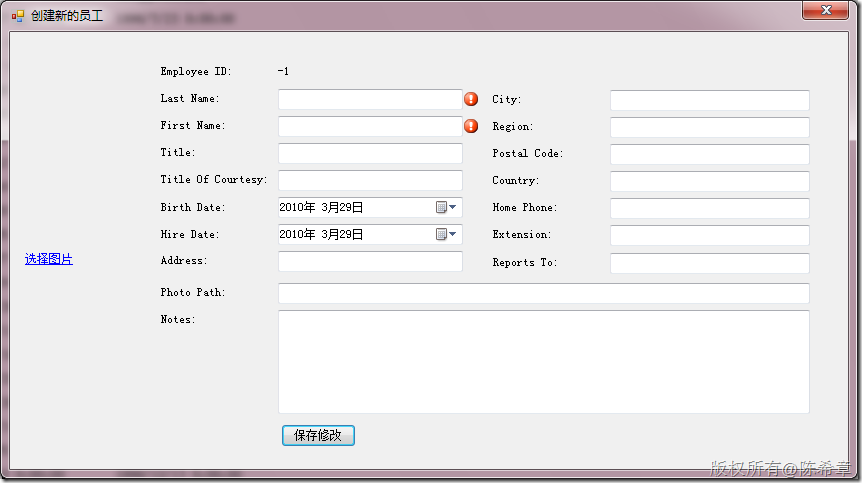 创建新的员工
Employee ID: -1
Last Name:
City:
First Name:
Region:
Title:
Postal Code:
Title Of Courtesy:
Country:
Birth Date: 2010年 3月29日
Home Phone:
Hire Date: 2010年 3月29日
Extension:
选择图片
Address:
Reports To:
Photo Path:
Notes:
保存修改
版权所有@陈希章